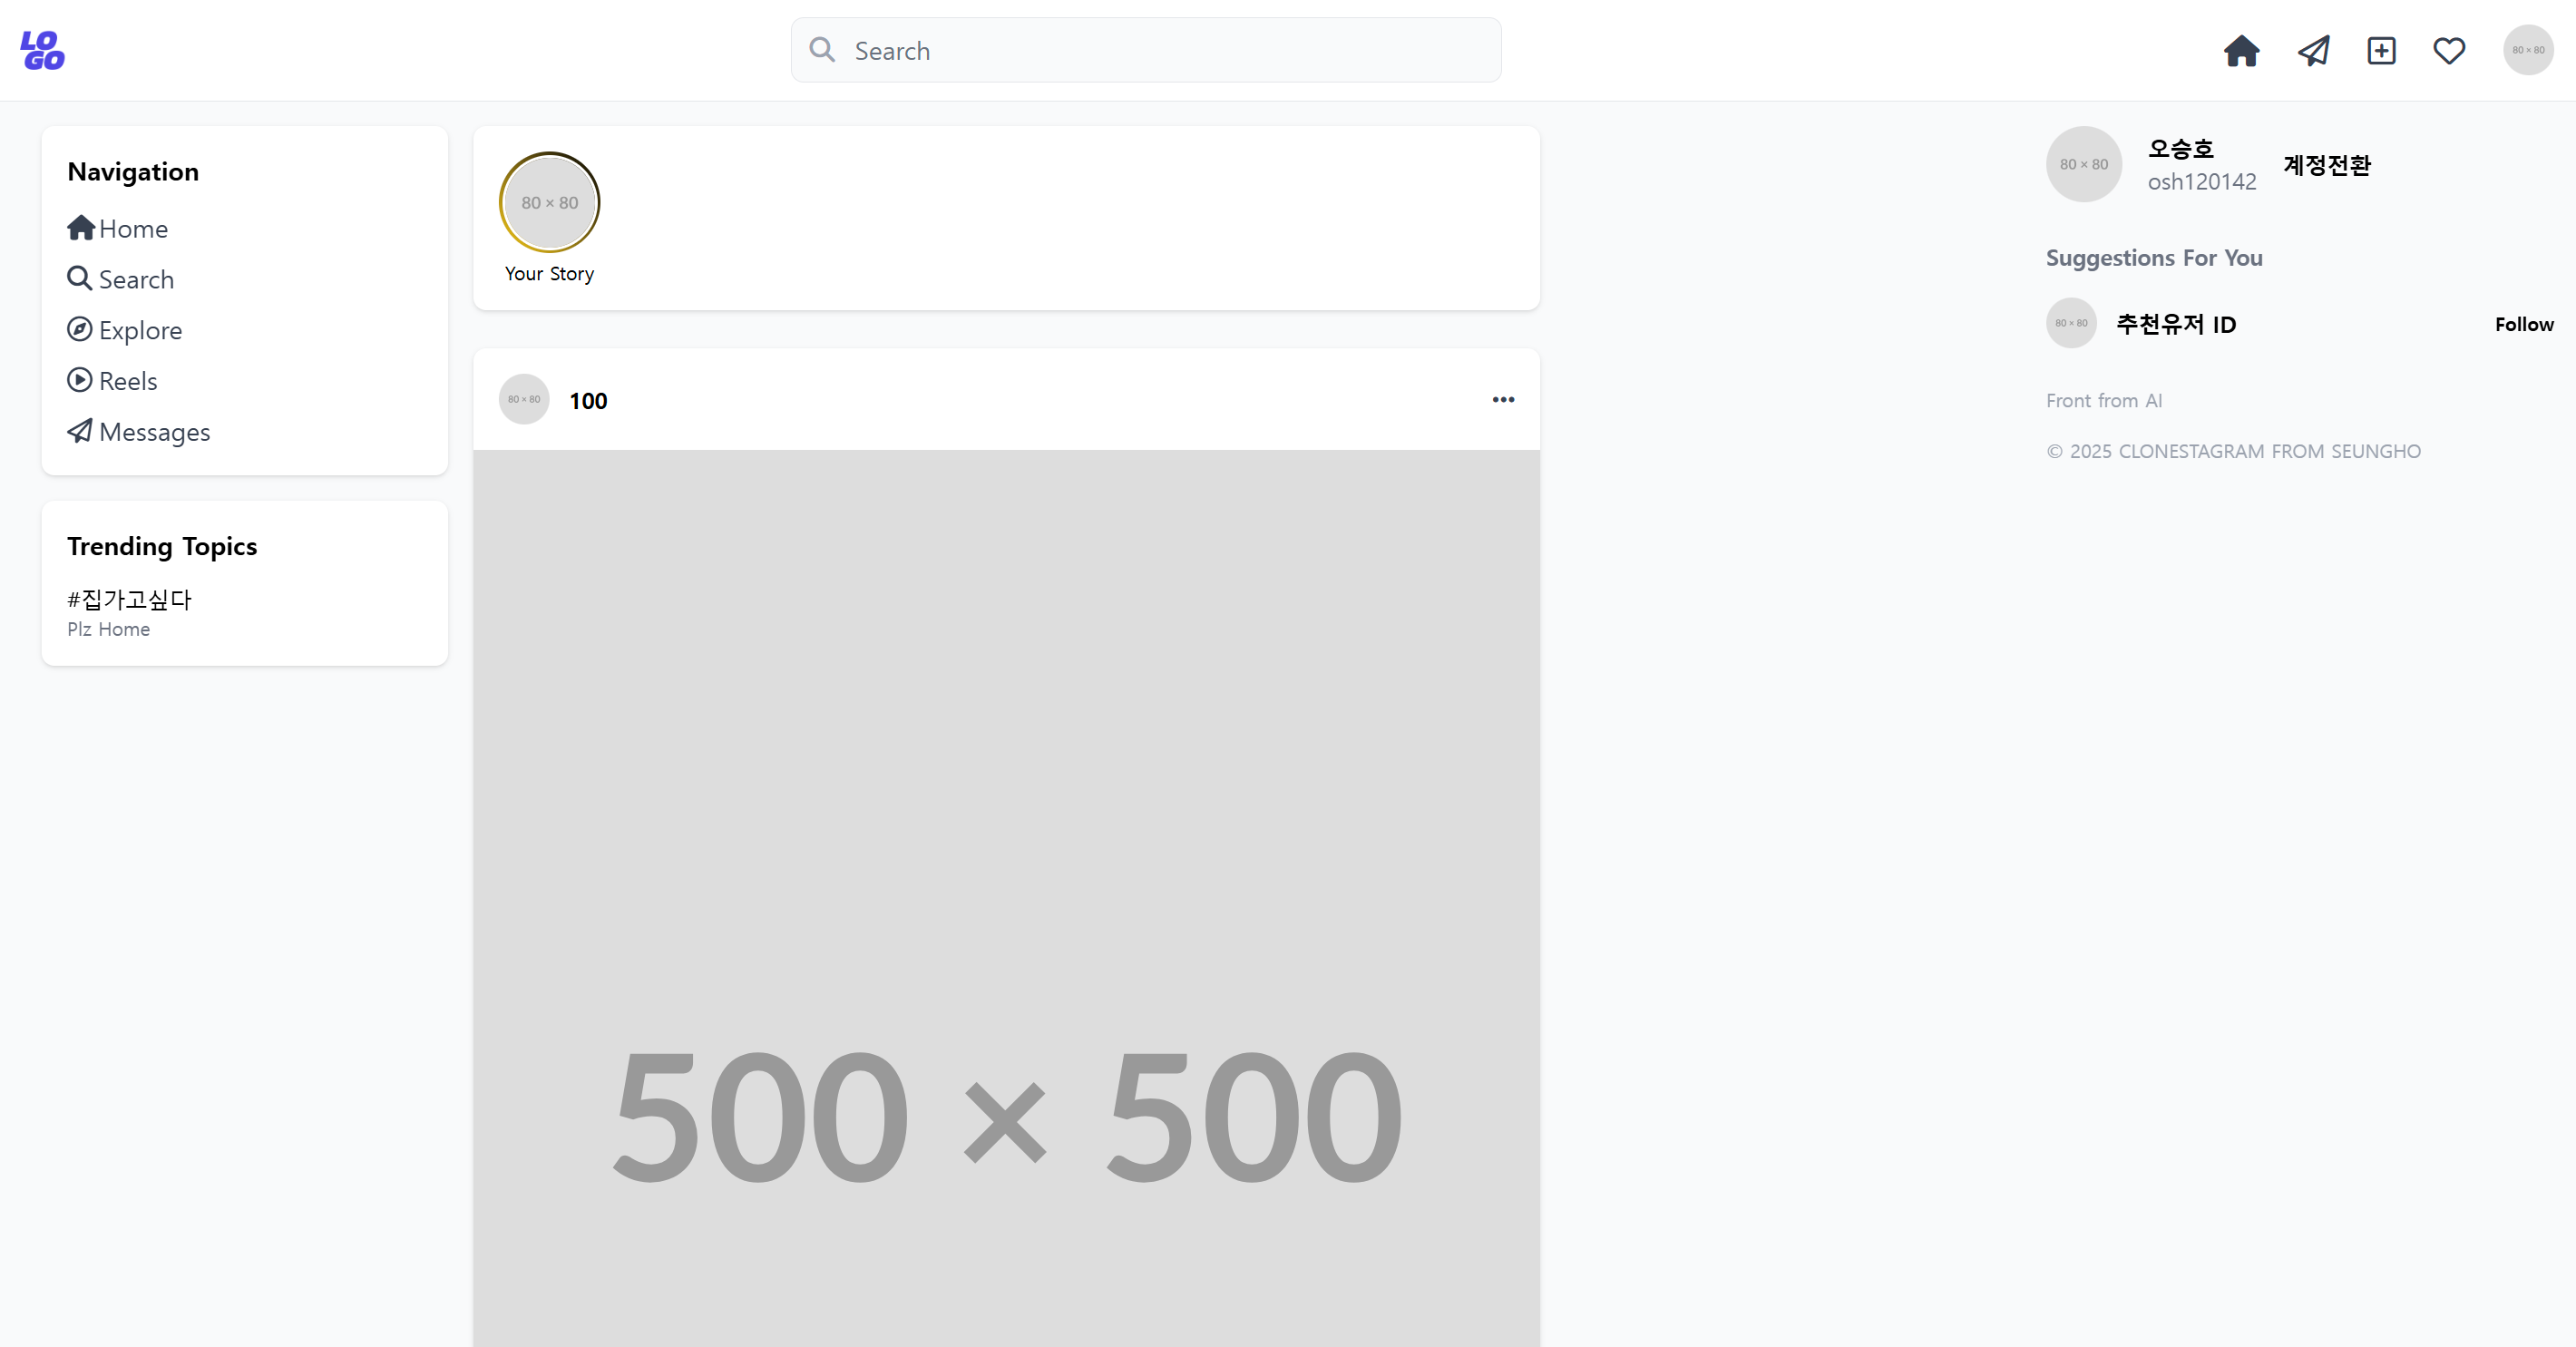 LO
GO
Search
80 × 80
Navigation
Home
Search
Explore
Reels
Messages
Trending Topics
#집가고싶다
Plz Home
80 × 80
Your Story
80 × 80
100
500 × 500
80 × 80
오승호
osh120142
계정전환
Suggestions For You
80 × 80
추천유저 ID
Follow
Front from AI
© 2025 CLONESTAGRAM FROM SEUNGHO